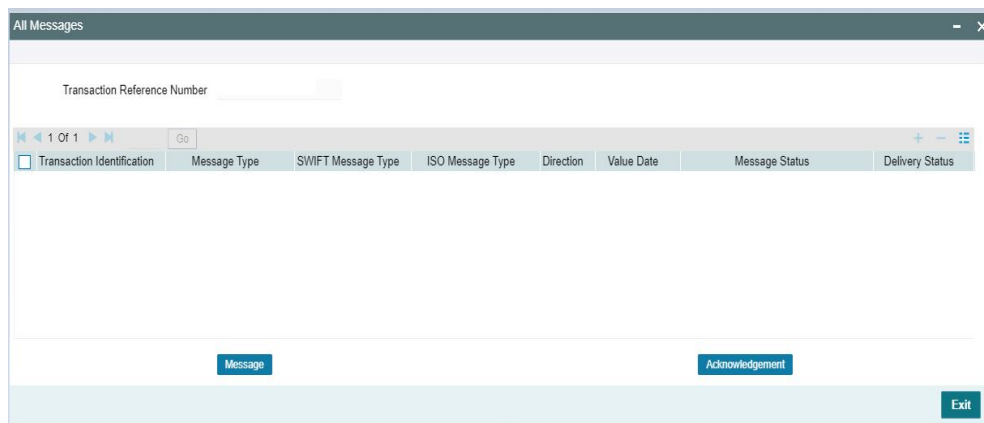 All Messages
Transaction Reference Number
1 Of 1 Go
Transaction Identification Message Type SWIFT Message Type ISO Message Type Direction Value Date Message Status Delivery Status
Message Acknowledgement
Exit